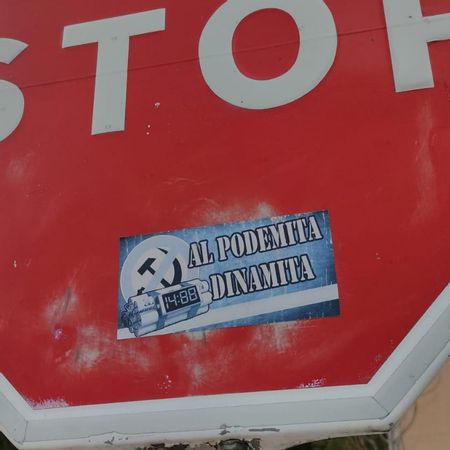 STOP
AL PODEMITA
DINAMITA
14:88